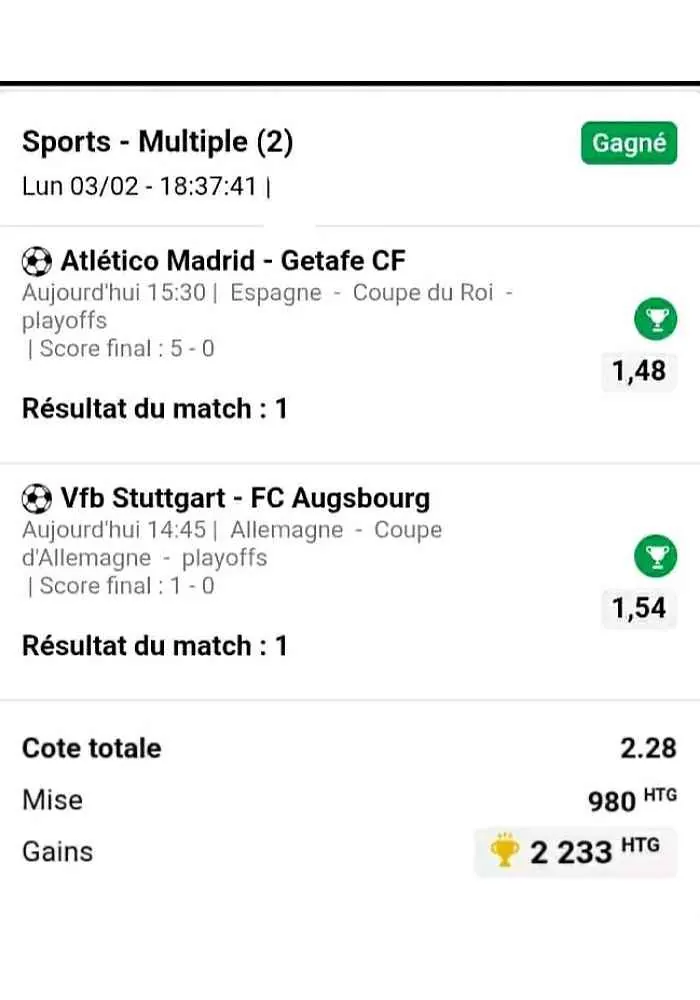 Sports - Multiple (2)
Gagné
Lun 03/02 - 18:37:41 |
Atlético Madrid - Getafe CF
Aujourd'hui 15:30 | Espagne - Coupe du Roi -
playoffs
| Score final : 5 - 0
1,48
Résultat du match : 1
Vfb Stuttgart - FC Augsbourg
Aujourd'hui 14:45 | Allemagne - Coupe
d'Allemagne - playoffs
| Score final : 1 - 0
1,54
Résultat du match : 1
Cote totale 2.28
Mise 980 HTG
Gains 2 233 HTG